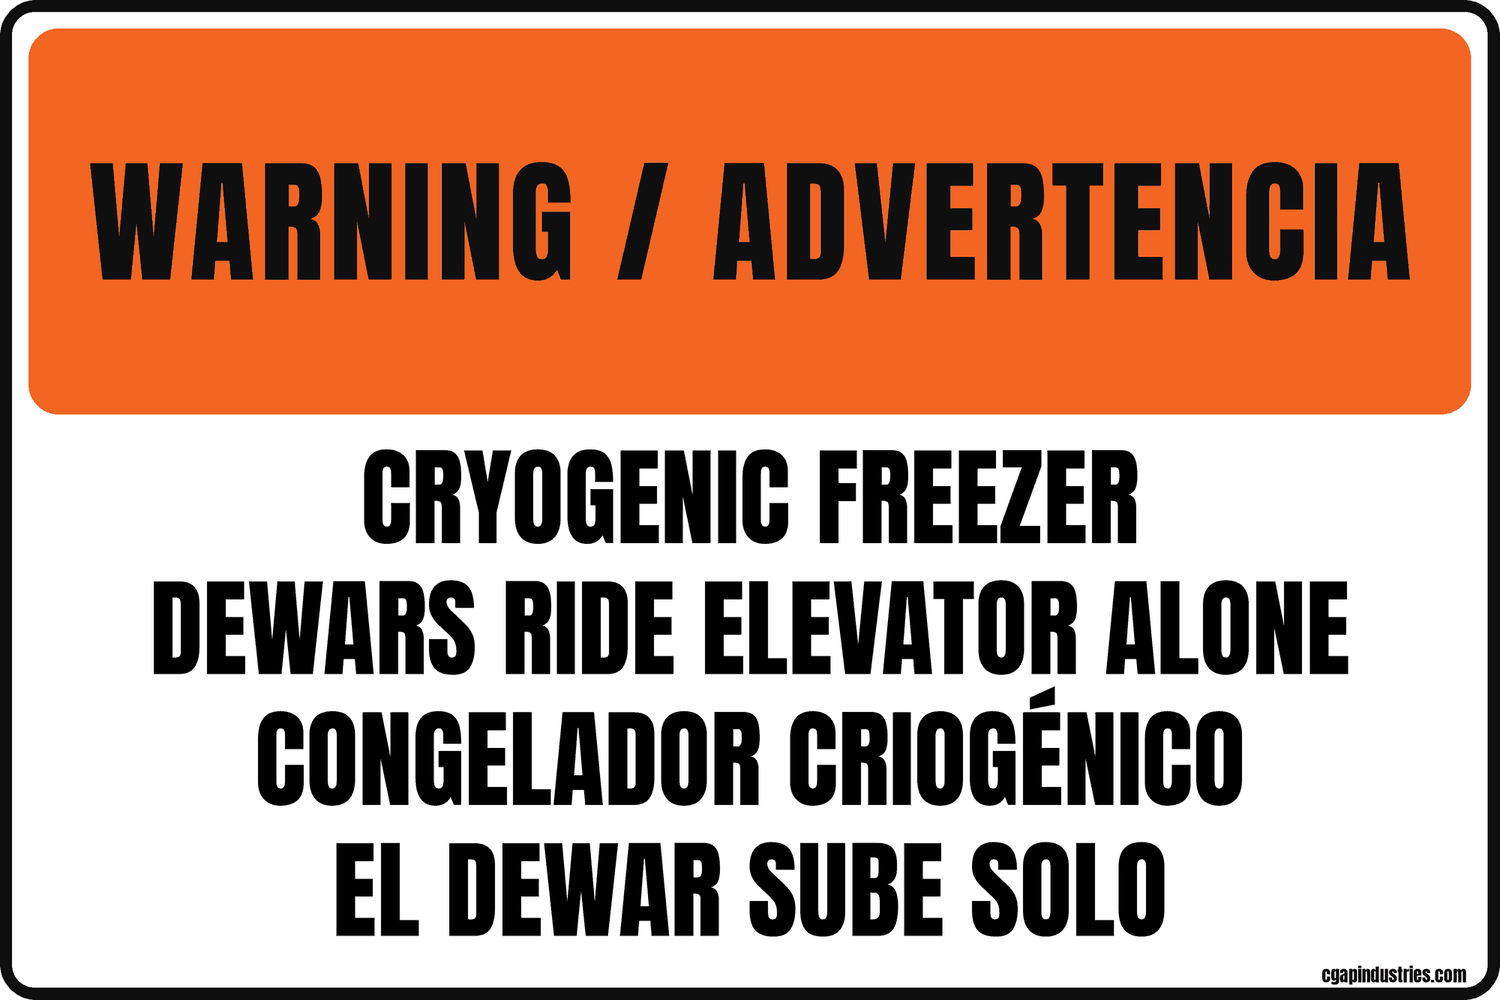 WARNING / ADVERTENCIA
CRYOGENIC FREEZER
DEWARS RIDE ELEVATOR ALONE
CONGELADOR CRIOGÉNICO
EL DEWAR SUBE SOLO
cgapindustries.com